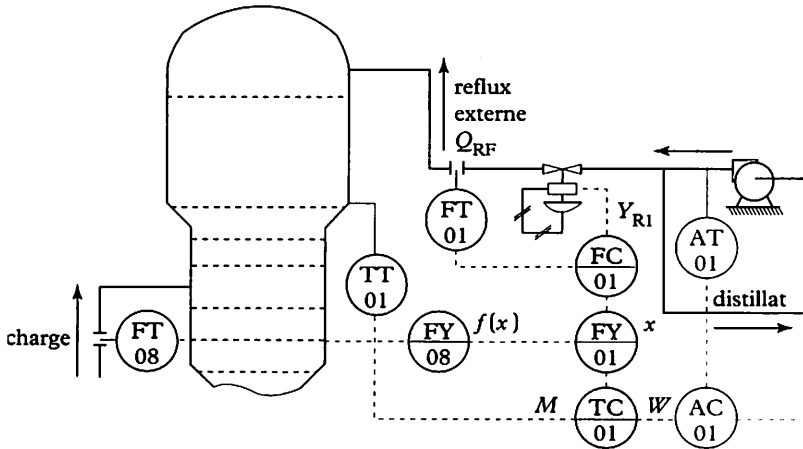 reflux
externe
Q_RF
FT
01
Y_R1
AT
01
FC
01
TT
01
distillat
charge
FT
08
FY
08
f(x)
FY
01
x
M
TC
01
W
AC
01